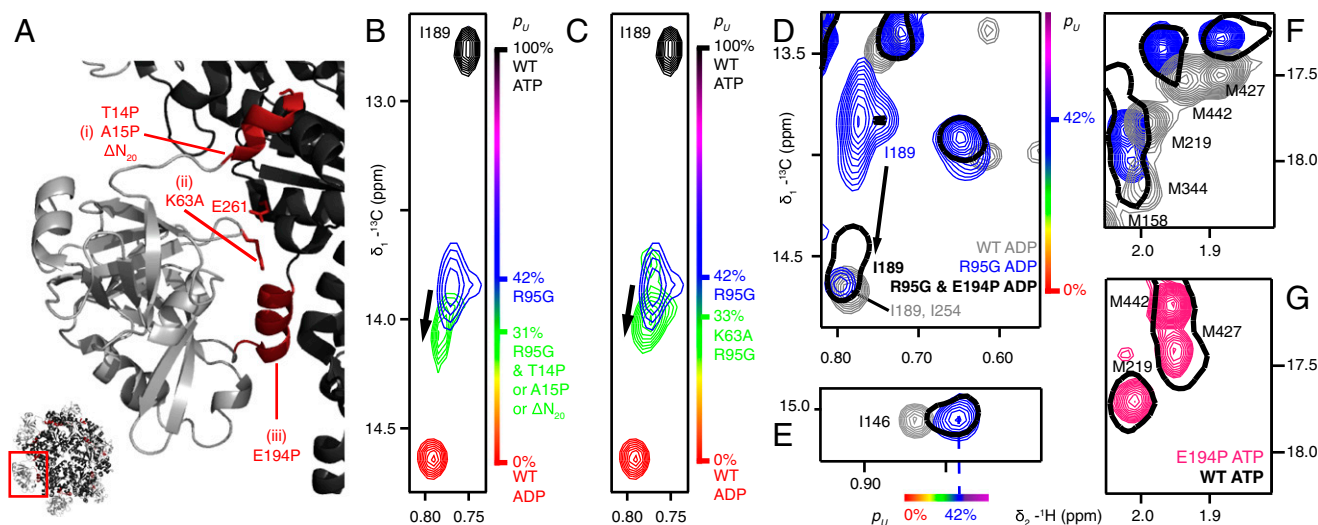 A
T14P
(i) A15P
ΔN20
(ii)
K63A
E261
(iii)
E194P
B
I189
pU
100%
WT
ATP
δ1 -13C (ppm)
13.0
13.5
14.0
14.5
42%
R95G
31%
R95G
& T14P
or A15P
or ΔN20
0%
WT
ADP
0.80 0.75
C
I189
pU
100%
WT
ATP
42%
R95G
33%
K63A
R95G
0%
WT
ADP
0.80 0.75
D
δ1 -13C (ppm)
13.5
14.0
14.5
I189
WT ADP
R95G ADP
I189
R95G & E194P ADP
I189, I254
0.80 0.70 0.60
pU
42%
0%
E
15.0
I146
0.90
pU 0% 42% δ2 -1H (ppm)
F
M427
M442
M219
M344
M158
17.5
18.0
2.0 1.9
G
M442
M427
M219
17.5
18.0
E194P ATP
WT ATP
2.0 1.9